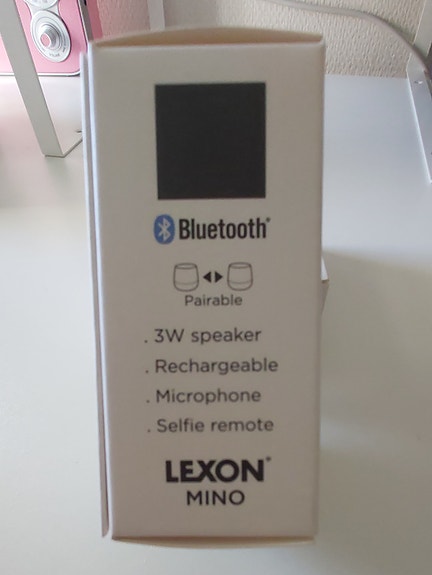 Bluetooth®
Pairable
. 3W speaker
. Rechargeable
. Microphone
. Selfie remote
LEXON®
MINO